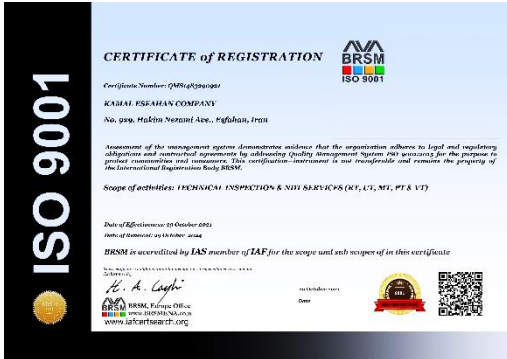 ISO 9001
CERTIFICATE of REGISTRATION
BRSM
ISO 9001
Certificate Number:
KAMAL ESFAHAN COMPANY
No. 929, Hakim Nezami Ave., Esfahan, Iran
Assessment of the management system demonstrates evidence that the organization adheres to legal and regulatory
obligations and contractual agreements by addressing Quality Management System ISO 9001:2015 for the purpose to
protect communities and consumers. This certification-instrument is not transferable and remains the property of
the International Registration Body BRSM.
Scope of activities: TECHNICAL INSPECTION & NDT SERVICES (RT, UT, MT, PT & VT)
Date of Effectiveness: 29 October 2021
Date of Renewal: 29 October 2024
BRSM is accredited by IAS member of IAF for the scope and sub scopes of in this certificate
BRSM
BRSM, Europe Office
www.BRSMENA.com
Date
www.iafcertsearch.org